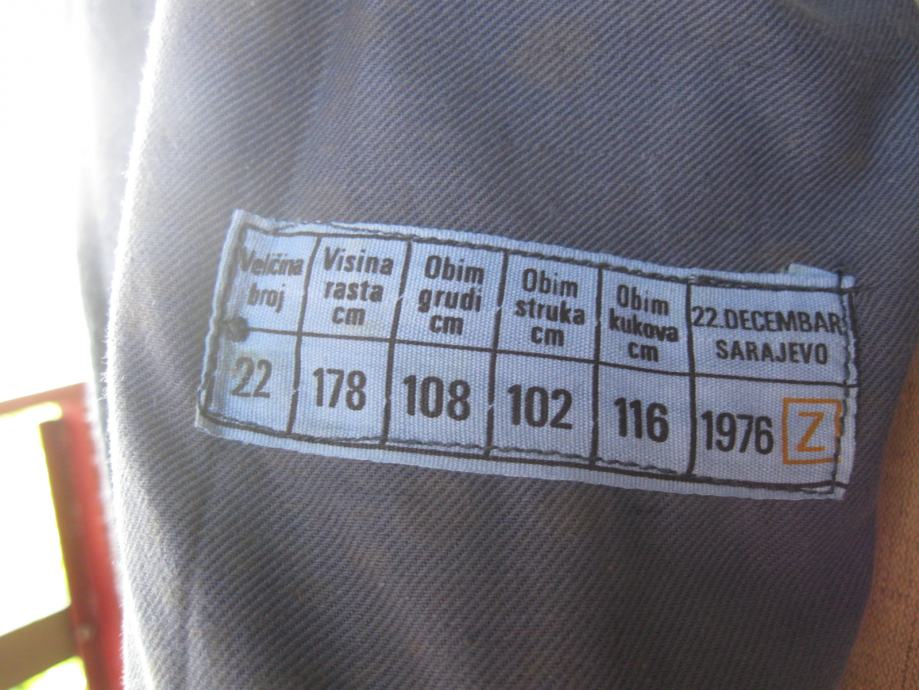 Veličina broj
Visina rasta cm
Obim grudi cm
Obim struka cm
Obim kukova cm
22.DECEMBAR
SARAJEVO
22
178
108
102
116
1976 Z